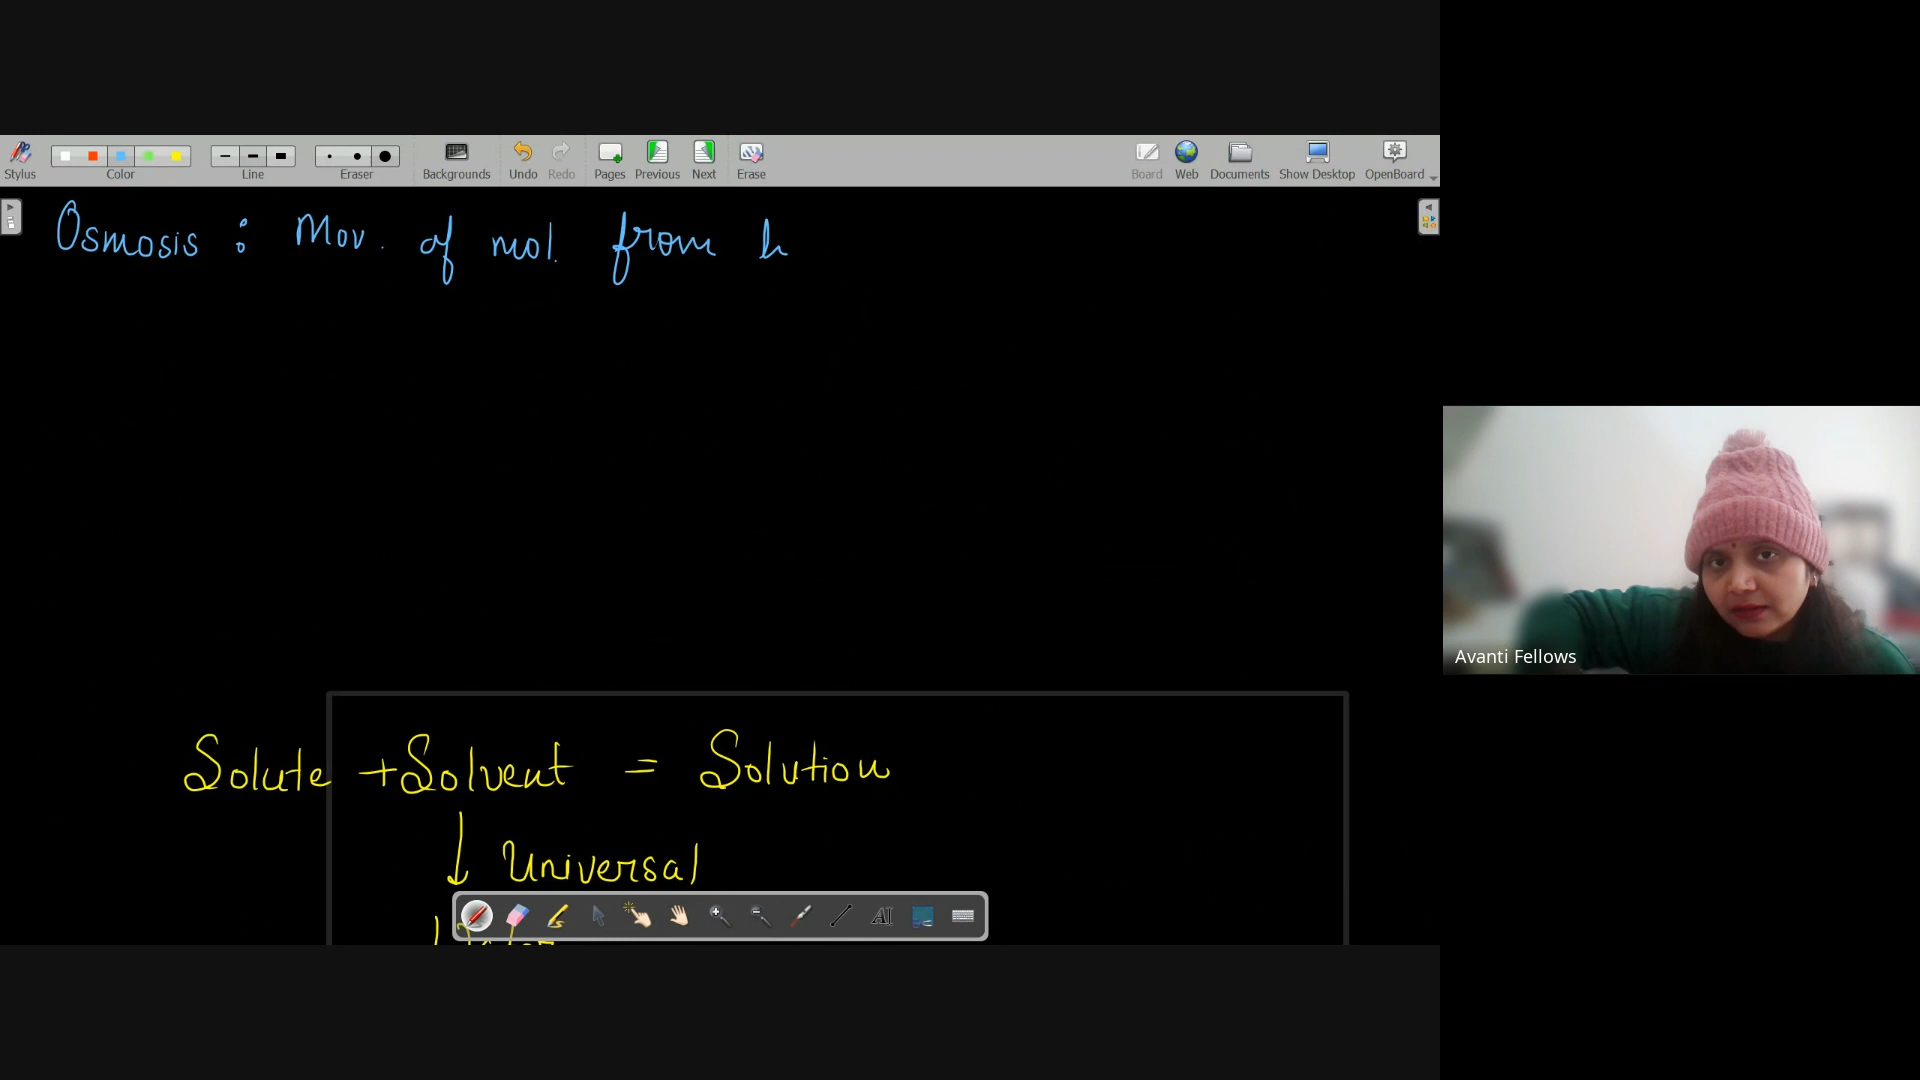 Stylus Color Line Eraser Backgrounds Undo Redo Pages Previous Next Erase Board Web Documents Show Desktop OpenBoard
Osmosis : Mov. of mol. from h
Avanti Fellows
Solute + Solvent = Solution
↓ Universal
AI